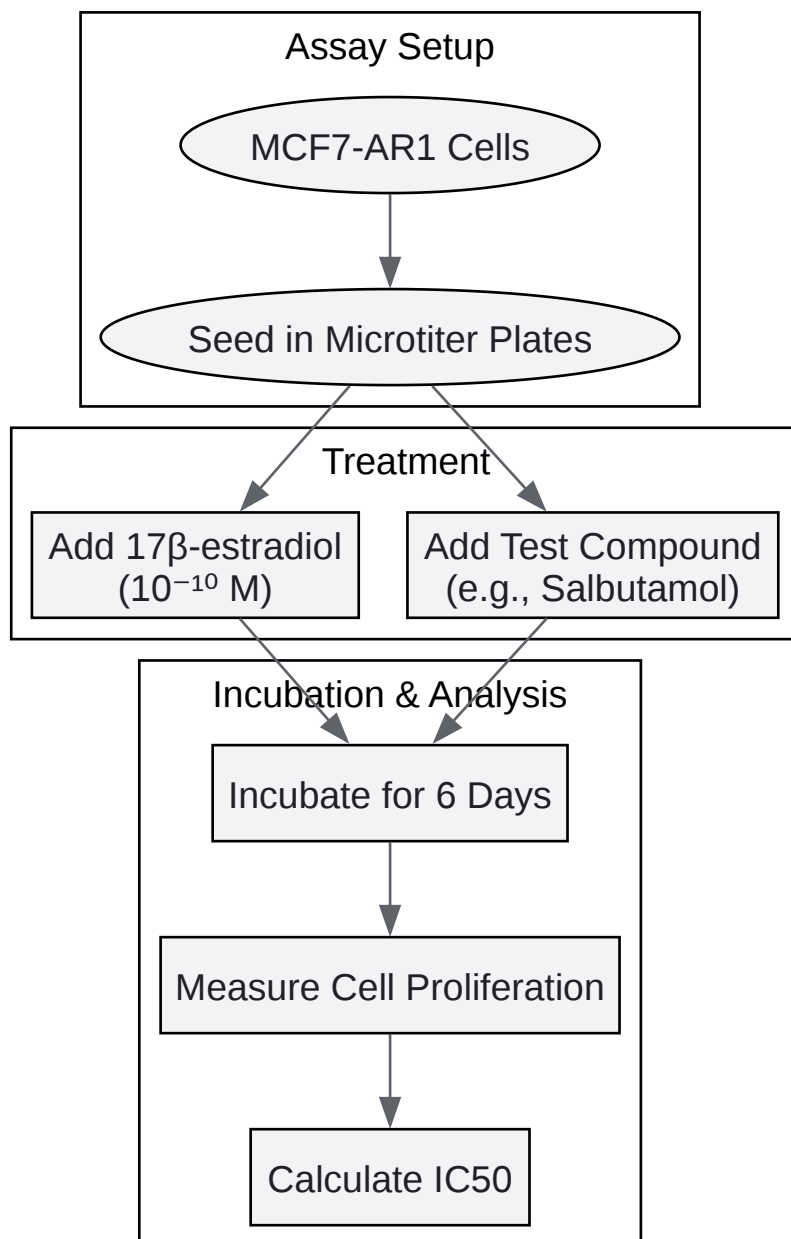 Assay Setup
MCF7-AR1 Cells
Seed in Microtiter Plates
Treatment
Add 17β-estradiol
(10⁻¹⁰ M)
Add Test Compound
(e.g., Salbutamol)
Incubation & Analysis
Incubate for 6 Days
Measure Cell Proliferation
Calculate IC50